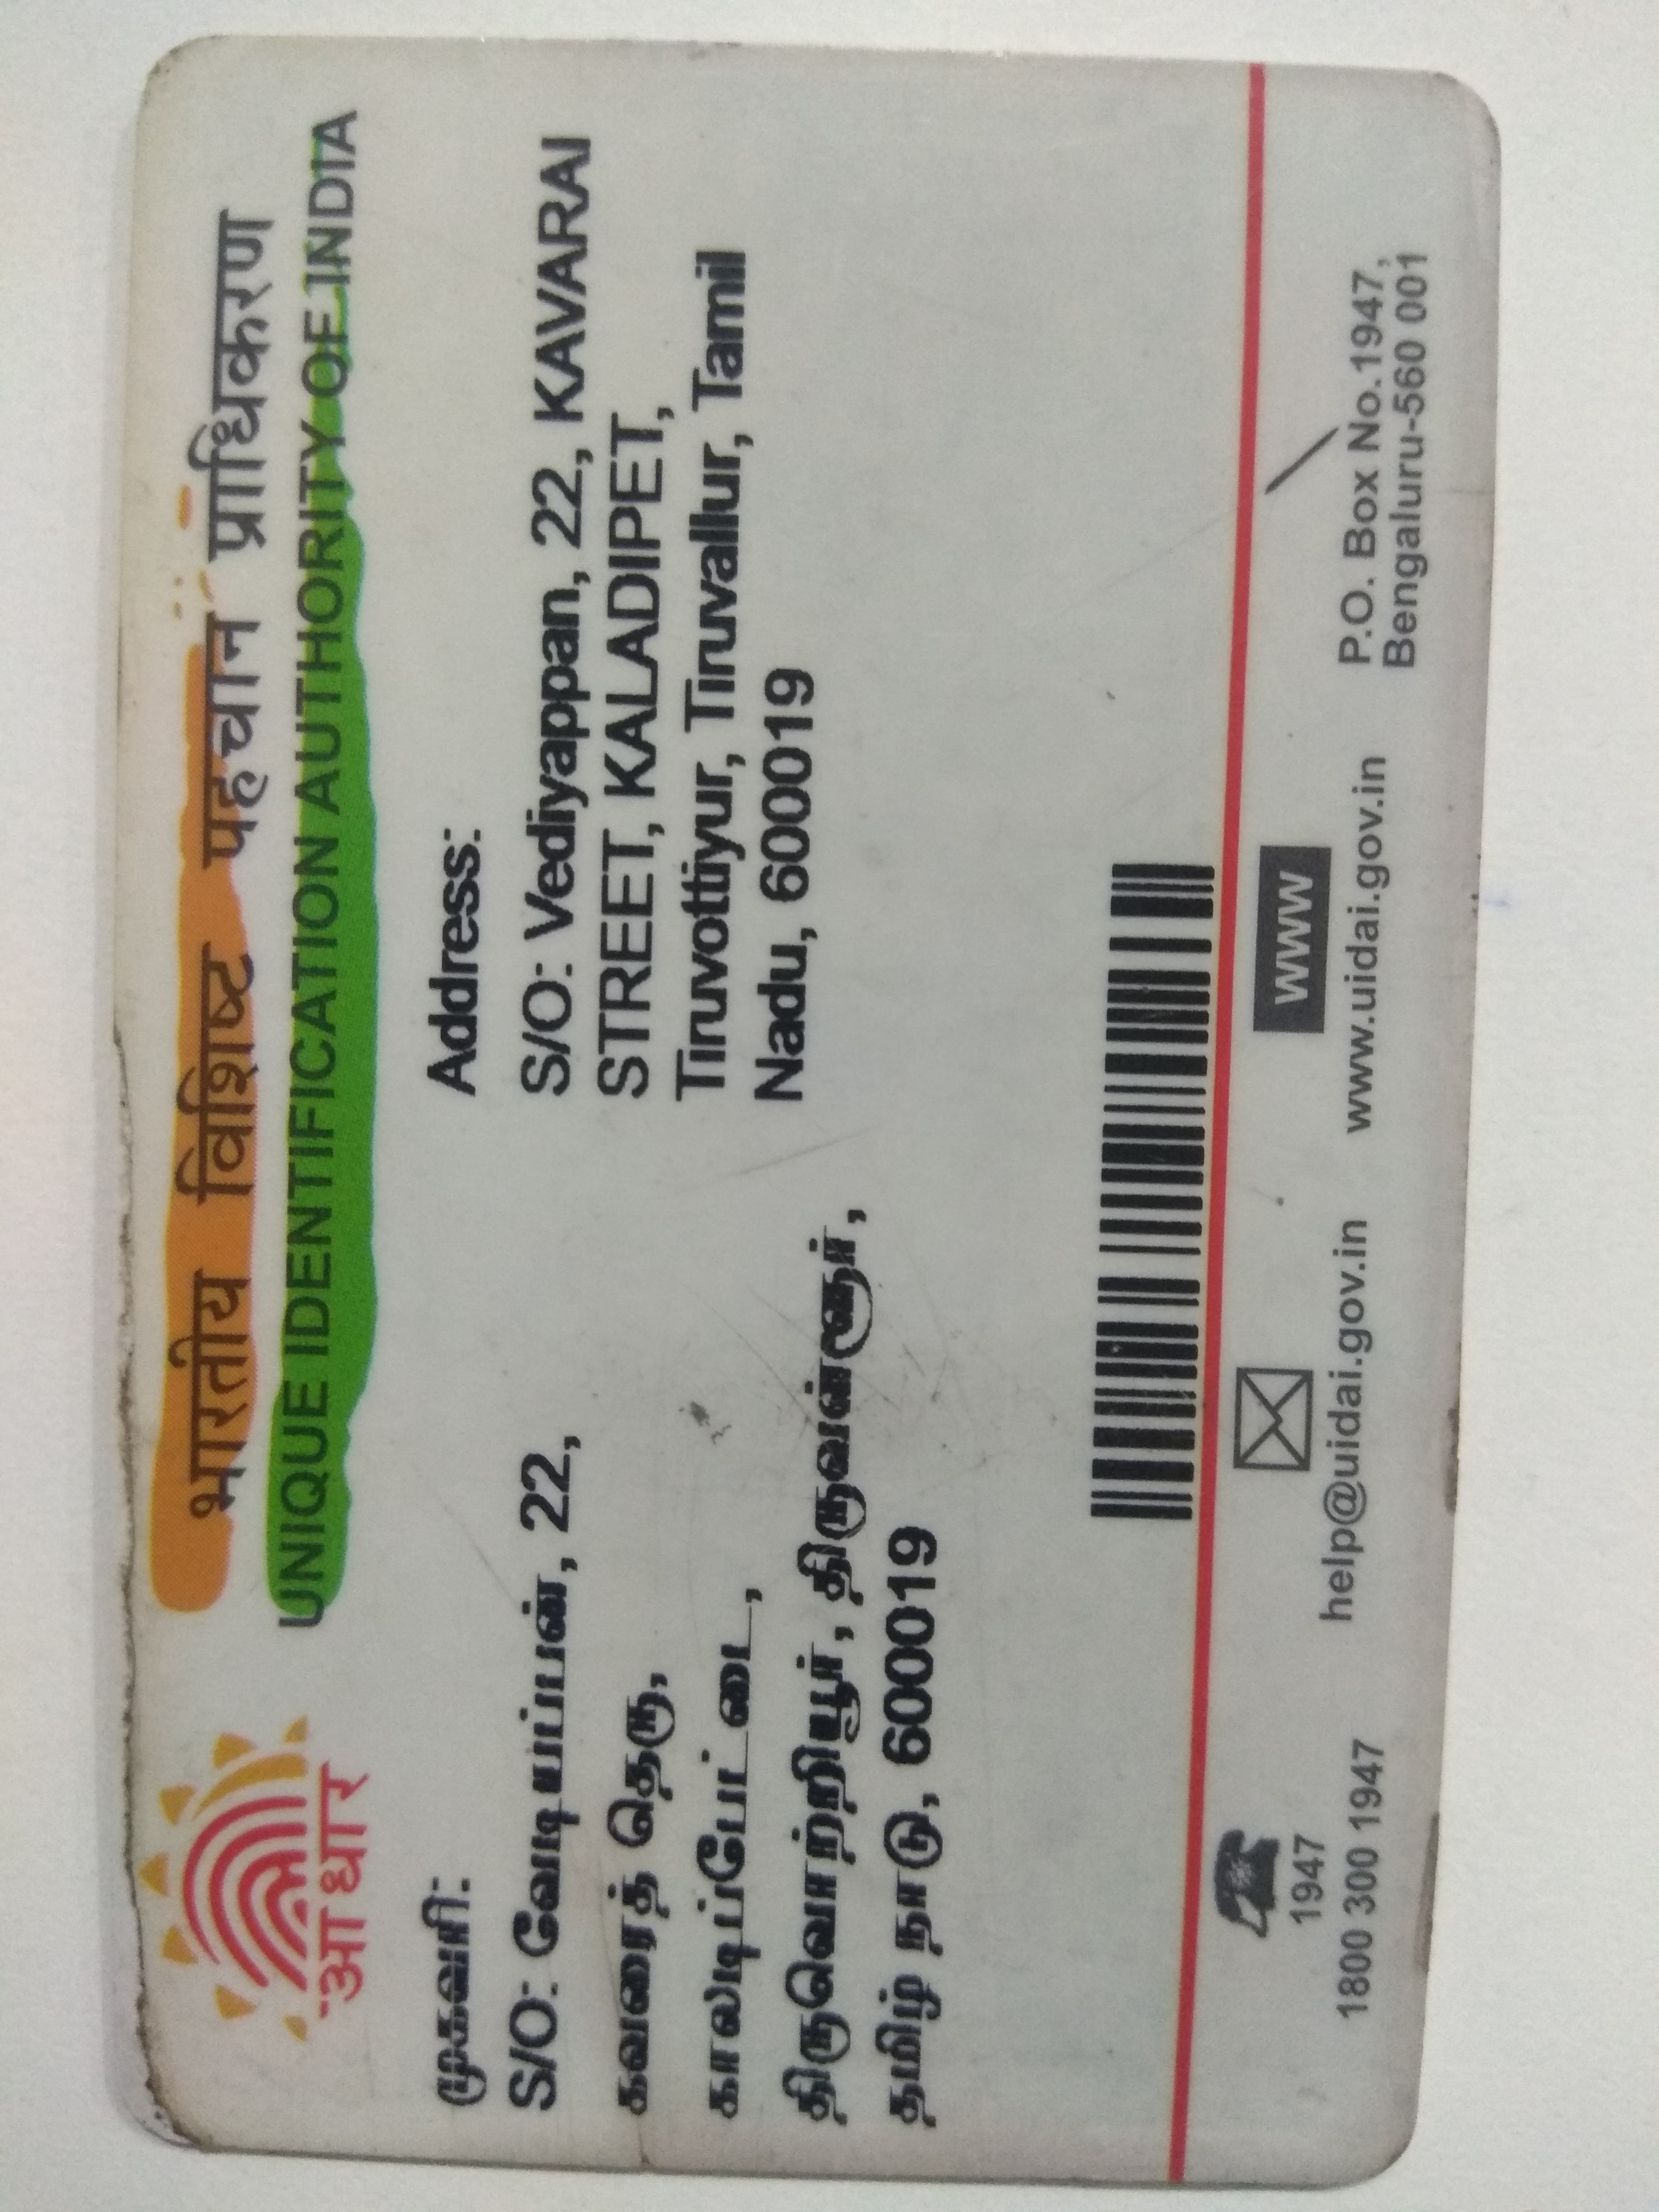 आधार
भारतीय विशिष्ट पहचान प्राधिकरण
UNIQUE IDENTIFICATION AUTHORITY OF INDIA
முகவரி:
S/O: வேடியப்பன், 22,
கவரைத் தெரு,
காலடிப்பேட்டை,
திருவொற்றியூர், திருவள்ளூர்,
தமிழ் நாடு, 600019
Address:
S/O: Vediyappan, 22, KAVARAI
STREET, KALADIPET,
Tiruvottiyur, Tiruvallur, Tamil
Nadu, 600019
1947
1800 300 1947
help@uidai.gov.in
WWW
www.uidai.gov.in
P.O. Box No.1947,
Bengaluru-560 001